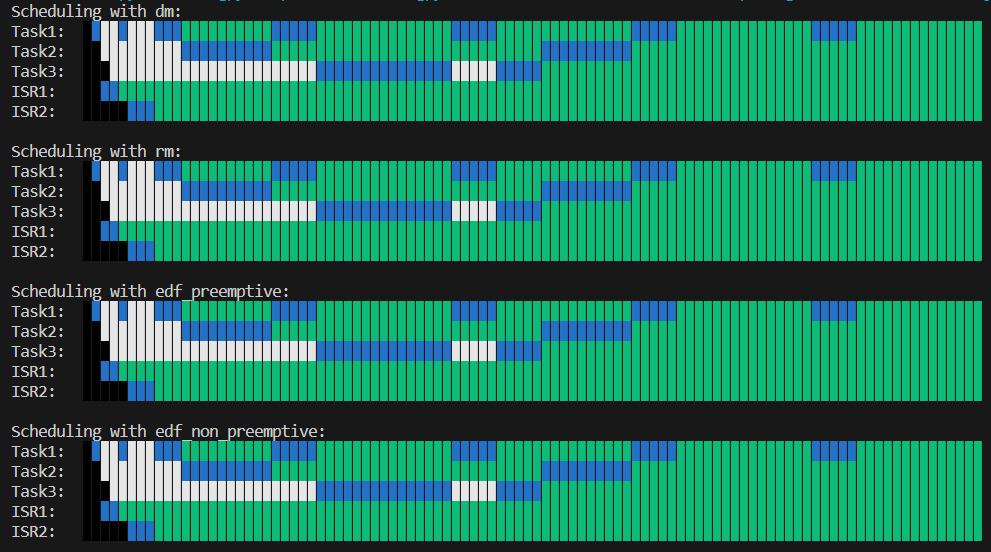 Scheduling with dm:
Task1:
Task2:
Task3:
ISR1:
ISR2:
Scheduling with rm:
Task1:
Task2:
Task3:
ISR1:
ISR2:
Scheduling with edf_preemptive:
Task1:
Task2:
Task3:
ISR1:
ISR2:
Scheduling with edf_non_preemptive:
Task1:
Task2:
Task3:
ISR1:
ISR2: